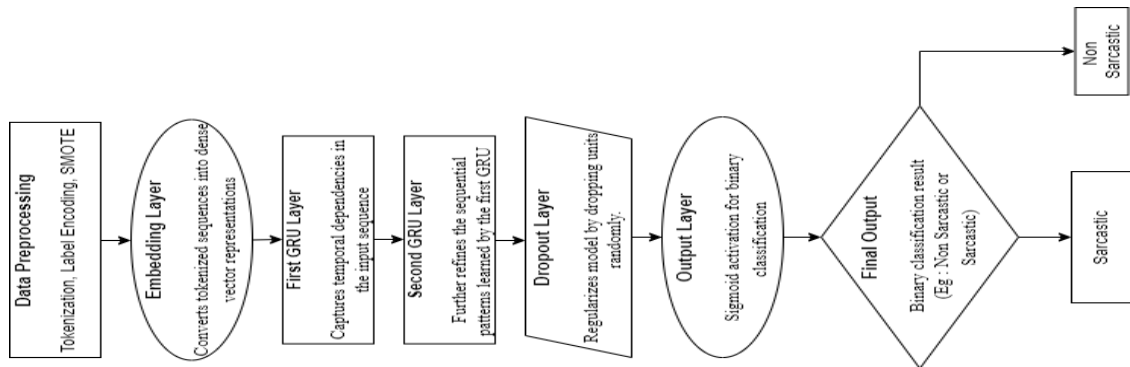 Data Preprocessing
Tokenization, Label Encoding, SMOTE
Embedding Layer
Converts tokenized sequences into dense
vector representations
First GRU Layer
Captures temporal dependencies in
the input sequence
Second GRU Layer
Further refines the sequential
patterns learned by the first GRU
Dropout Layer
Regularizes model by dropping units
randomly.
Output Layer
Sigmoid activation for binary
classification
Final Output
Binary classification result
(Eg : Non Sarcastic or
Sarcastic)
Non
Sarcastic
Sarcastic